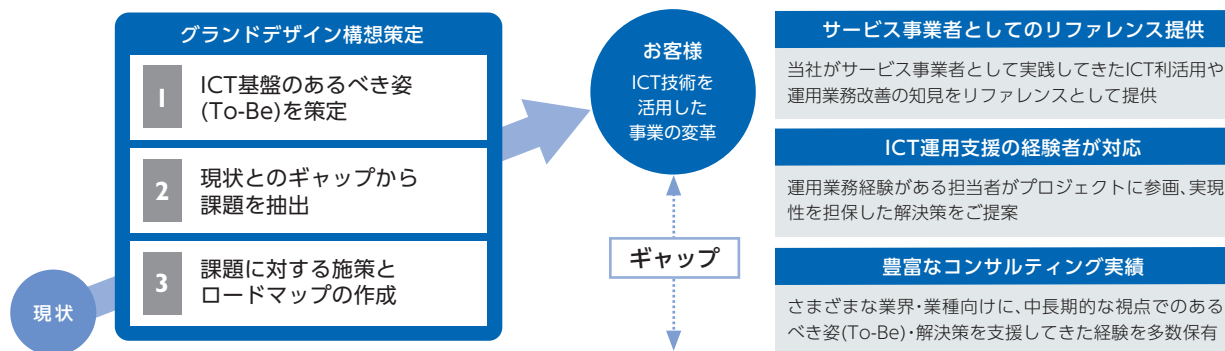 グランドデザイン構想策定
1
ICT基盤のあるべき姿
(To-Be)を策定
2
現状とのギャップから
課題を抽出
3
課題に対する施策と
ロードマップの作成
現状
お客様
ICT技術を
活用した
事業の変革
ギャップ
サービス事業者としてのリファレンス提供
当社がサービス事業者として実践してきたICT利活用や
運用業務改善の知見をリファレンスとして提供
ICT運用支援の経験者が対応
運用業務経験がある担当者がプロジェクトに参画、実現
性を担保した解決策をご提案
豊富なコンサルティング実績
さまざまな業界・業種向けに、中長期的な視点でのある
べき姿(To-Be)・解決策を支援してきた経験を多数保有